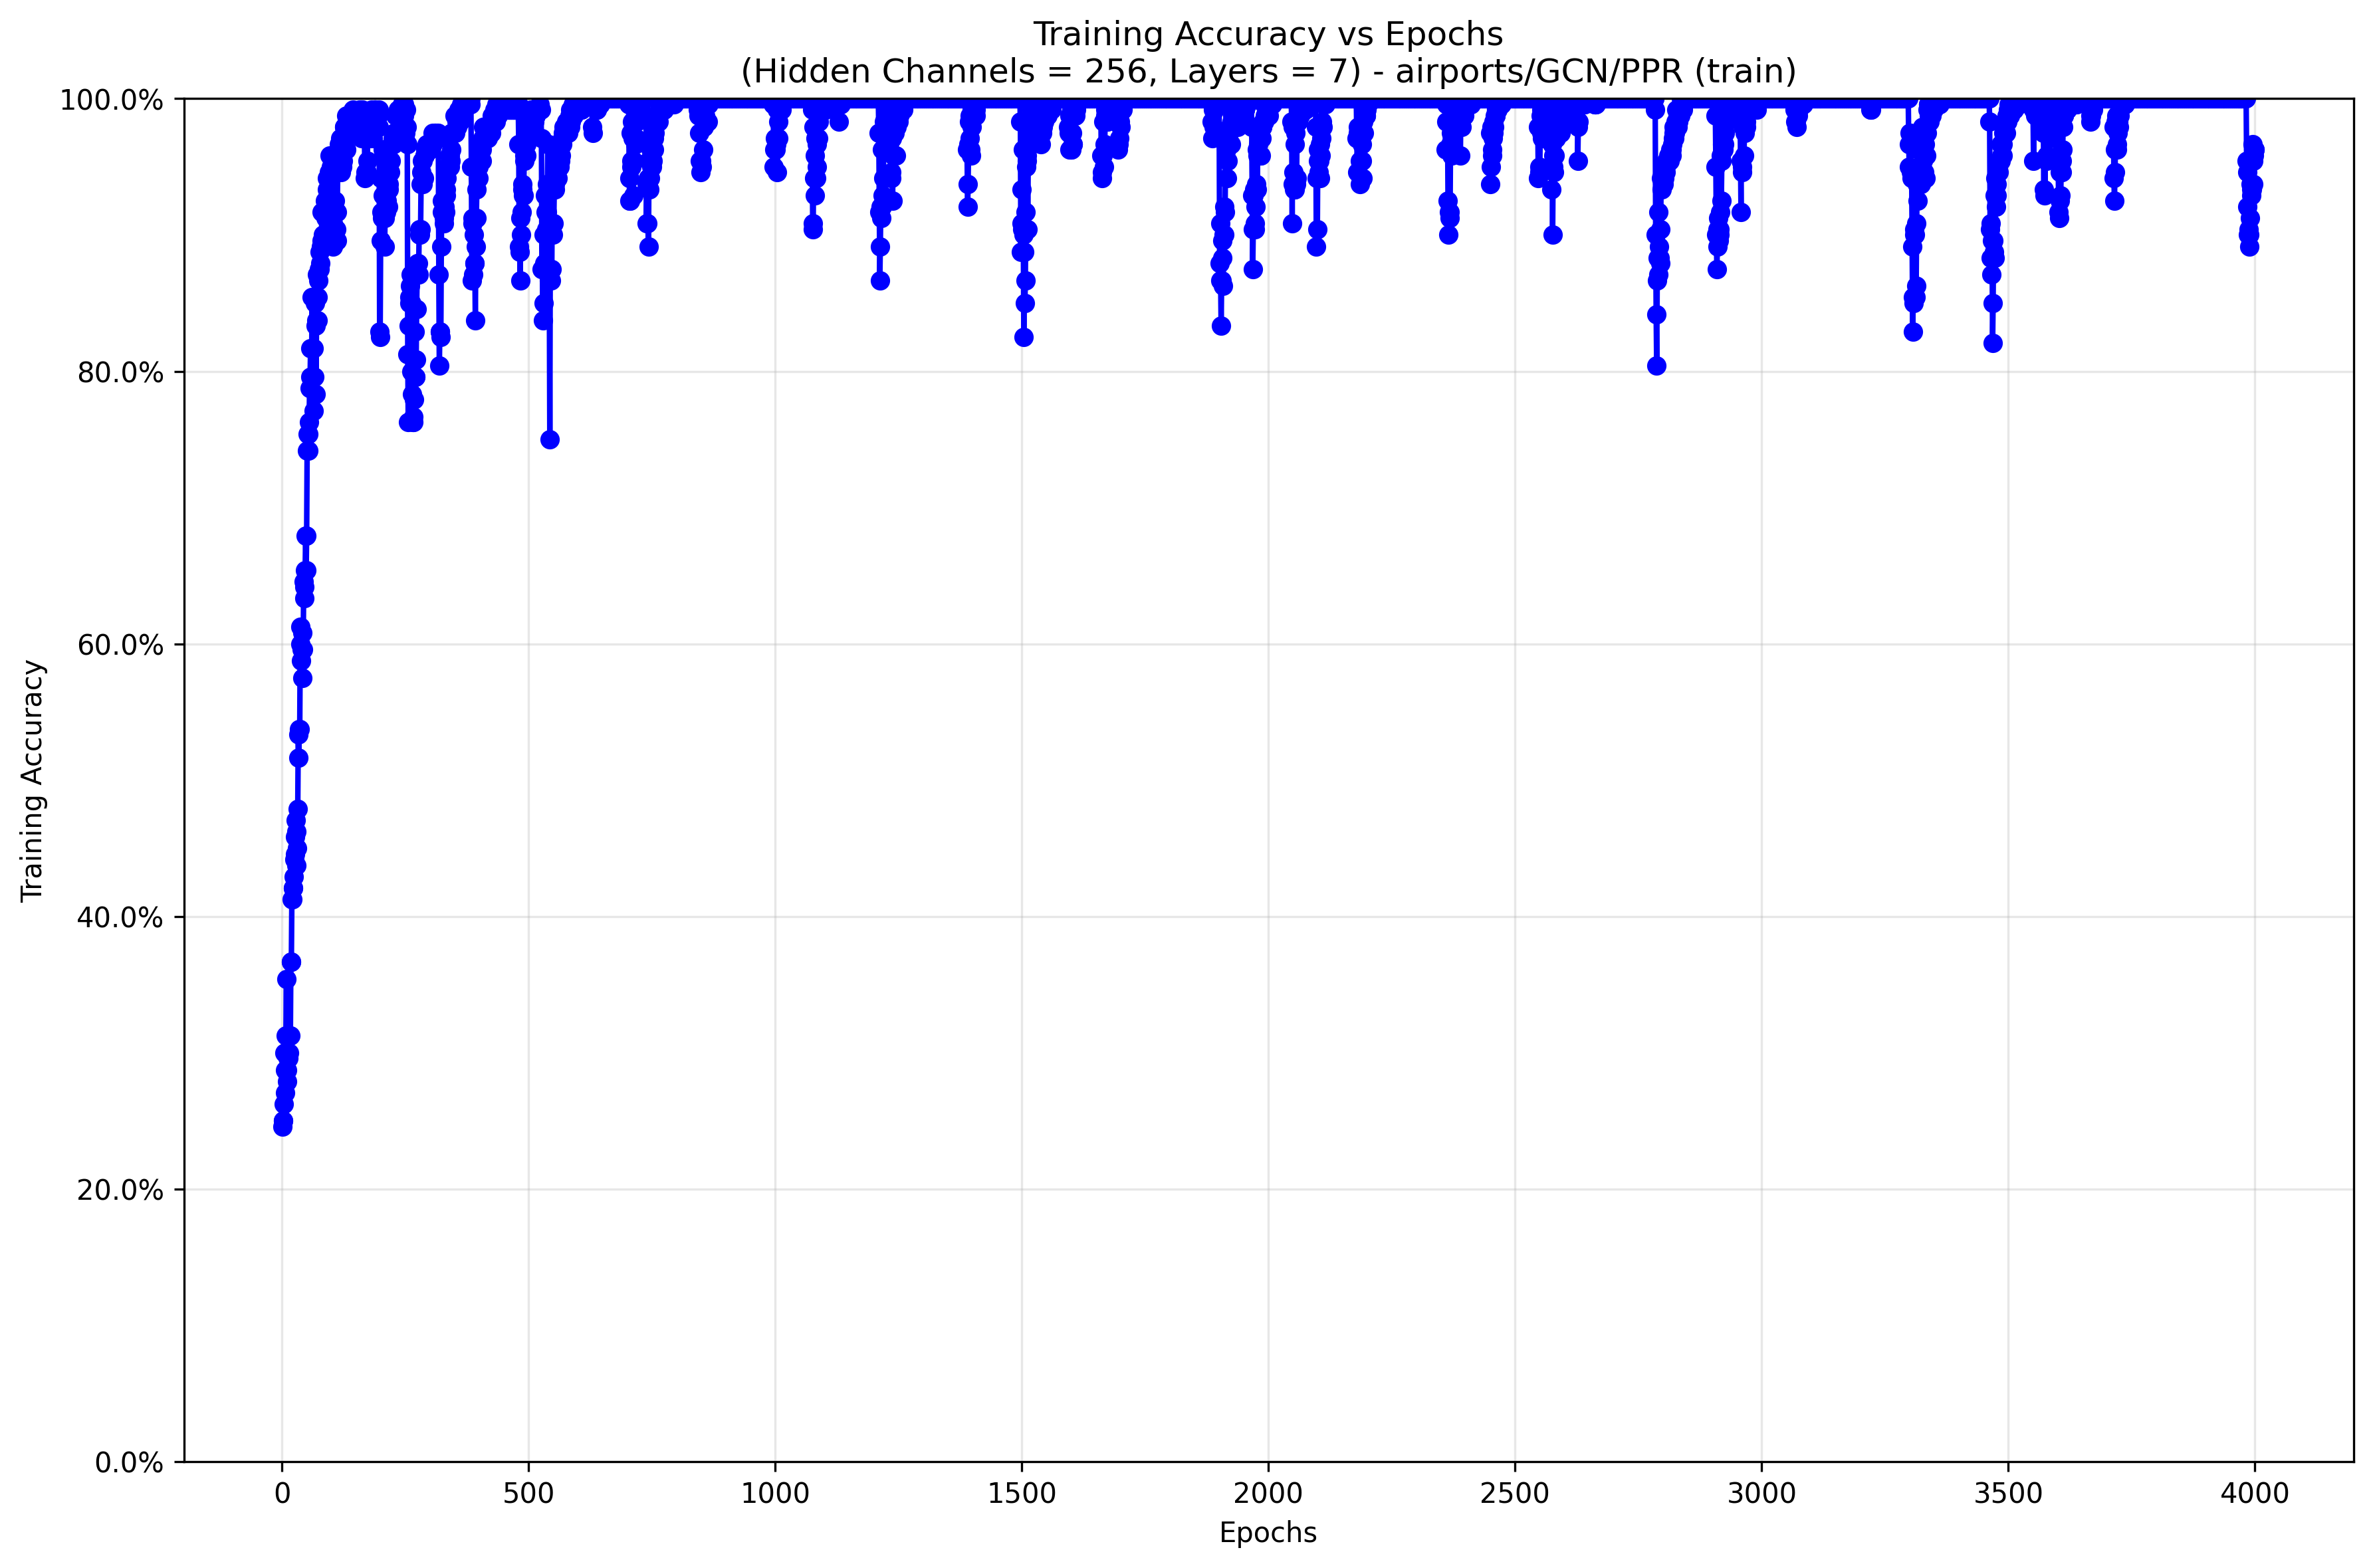 Training Accuracy vs Epochs
(Hidden Channels = 256, Layers = 7) - airports/GCN/PPR (train)
100.0%
80.0%
60.0%
40.0%
20.0%
0.0%
Training Accuracy
0 500 1000 1500 2000 2500 3000 3500 4000
Epochs